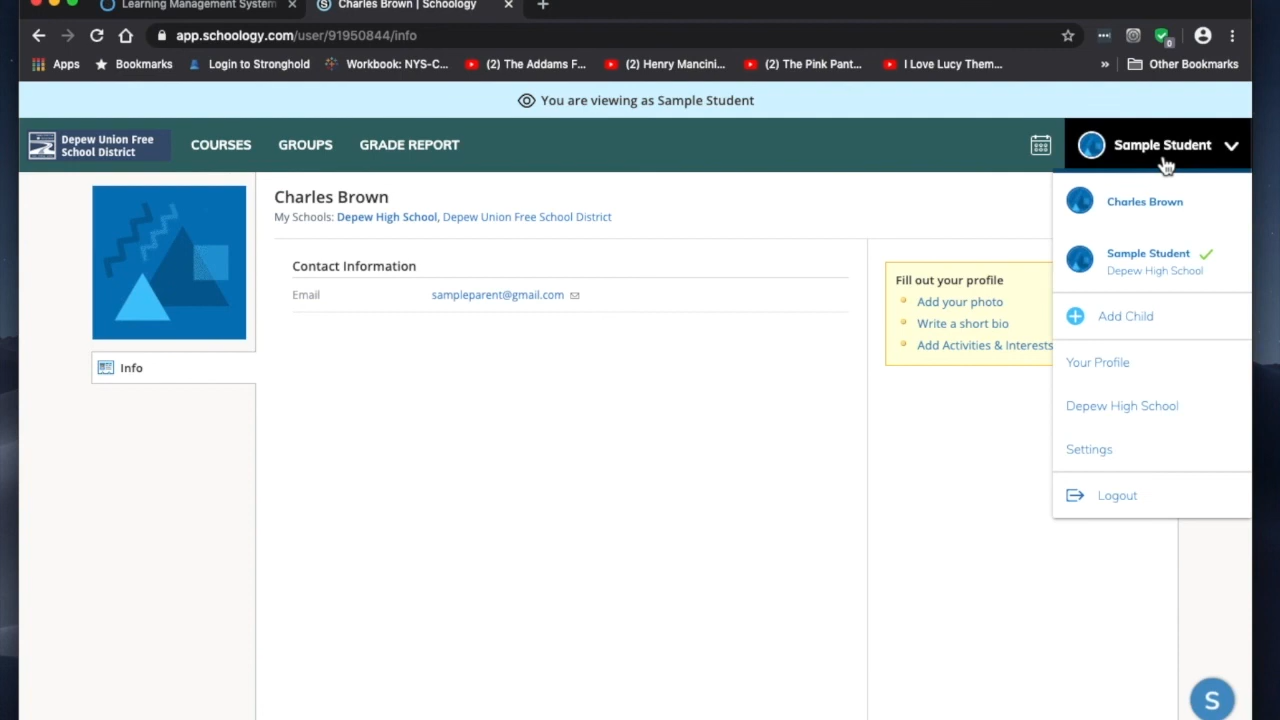 Learning Management System
Charles Brown | Schoology
app.schoology.com/user/91950844/info
Apps Bookmarks Login to Stronghold Workbook: NYS-C... (2) The Addams F... (2) Henry Mancini... (2) The Pink Pant... I Love Lucy Them... » Other Bookmarks
You are viewing as Sample Student
Depew Union Free
School District
COURSES GROUPS GRADE REPORT
Sample Student
Charles Brown
My Schools: Depew High School, Depew Union Free School District
Contact Information
Email sampleparent@gmail.com
Info
Fill out your profile
Add your photo
Write a short bio
Add Activities & Interests
Charles Brown
Sample Student
Depew High School
Add Child
Your Profile
Depew High School
Settings
Logout
S